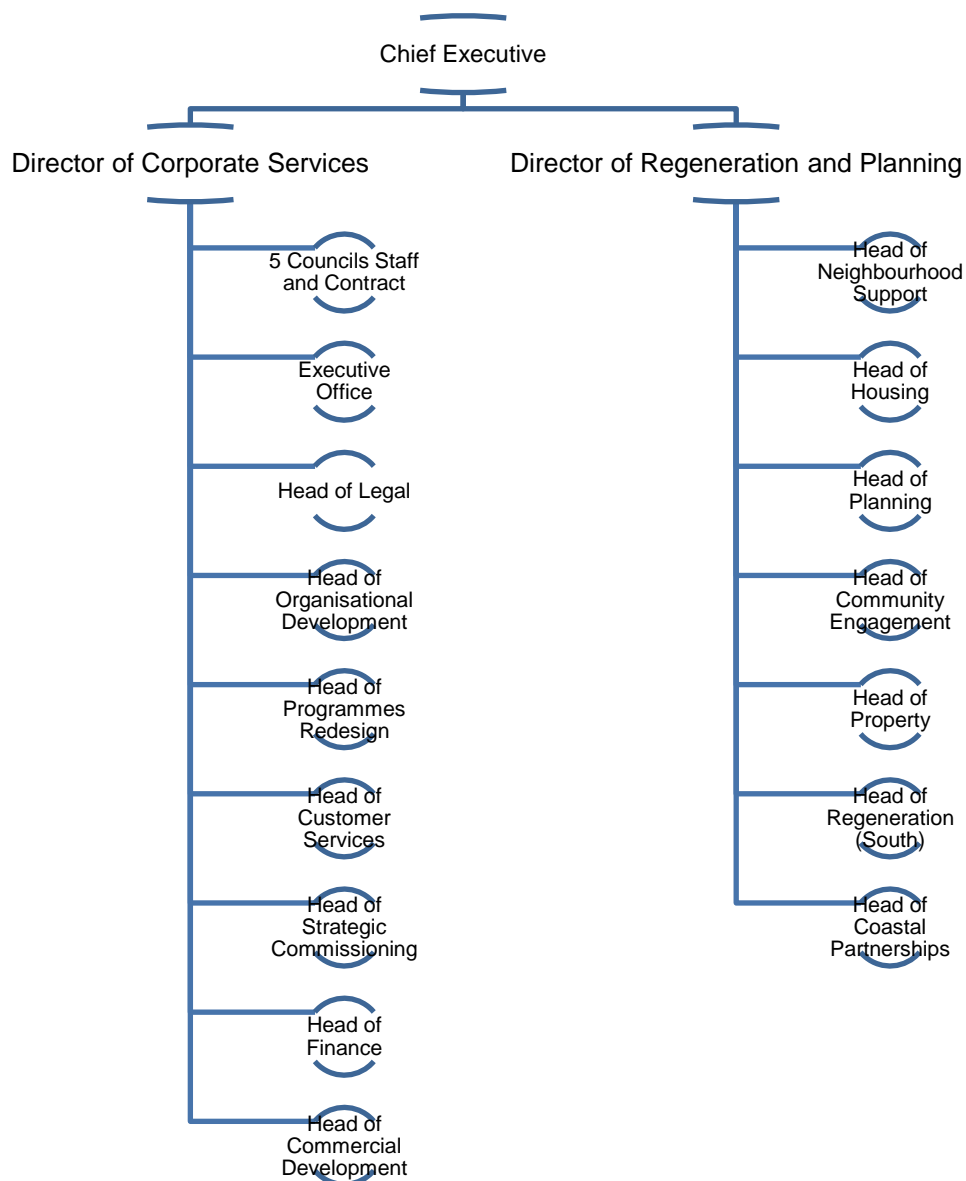 Chief Executive
Director of Corporate Services
Director of Regeneration and Planning
5 Councils Staff
and Contract
Executive
Office
Head of Legal
Head of
Organisational
Development
Head of
Programmes
Redesign
Head of
Customer
Services
Head of
Strategic
Commissioning
Head of
Finance
Head of
Commercial
Development
Head of
Neighbourhood
Support
Head of
Housing
Head of
Planning
Head of
Community
Engagement
Head of
Property
Head of
Regeneration
(South)
Head of
Coastal
Partnerships